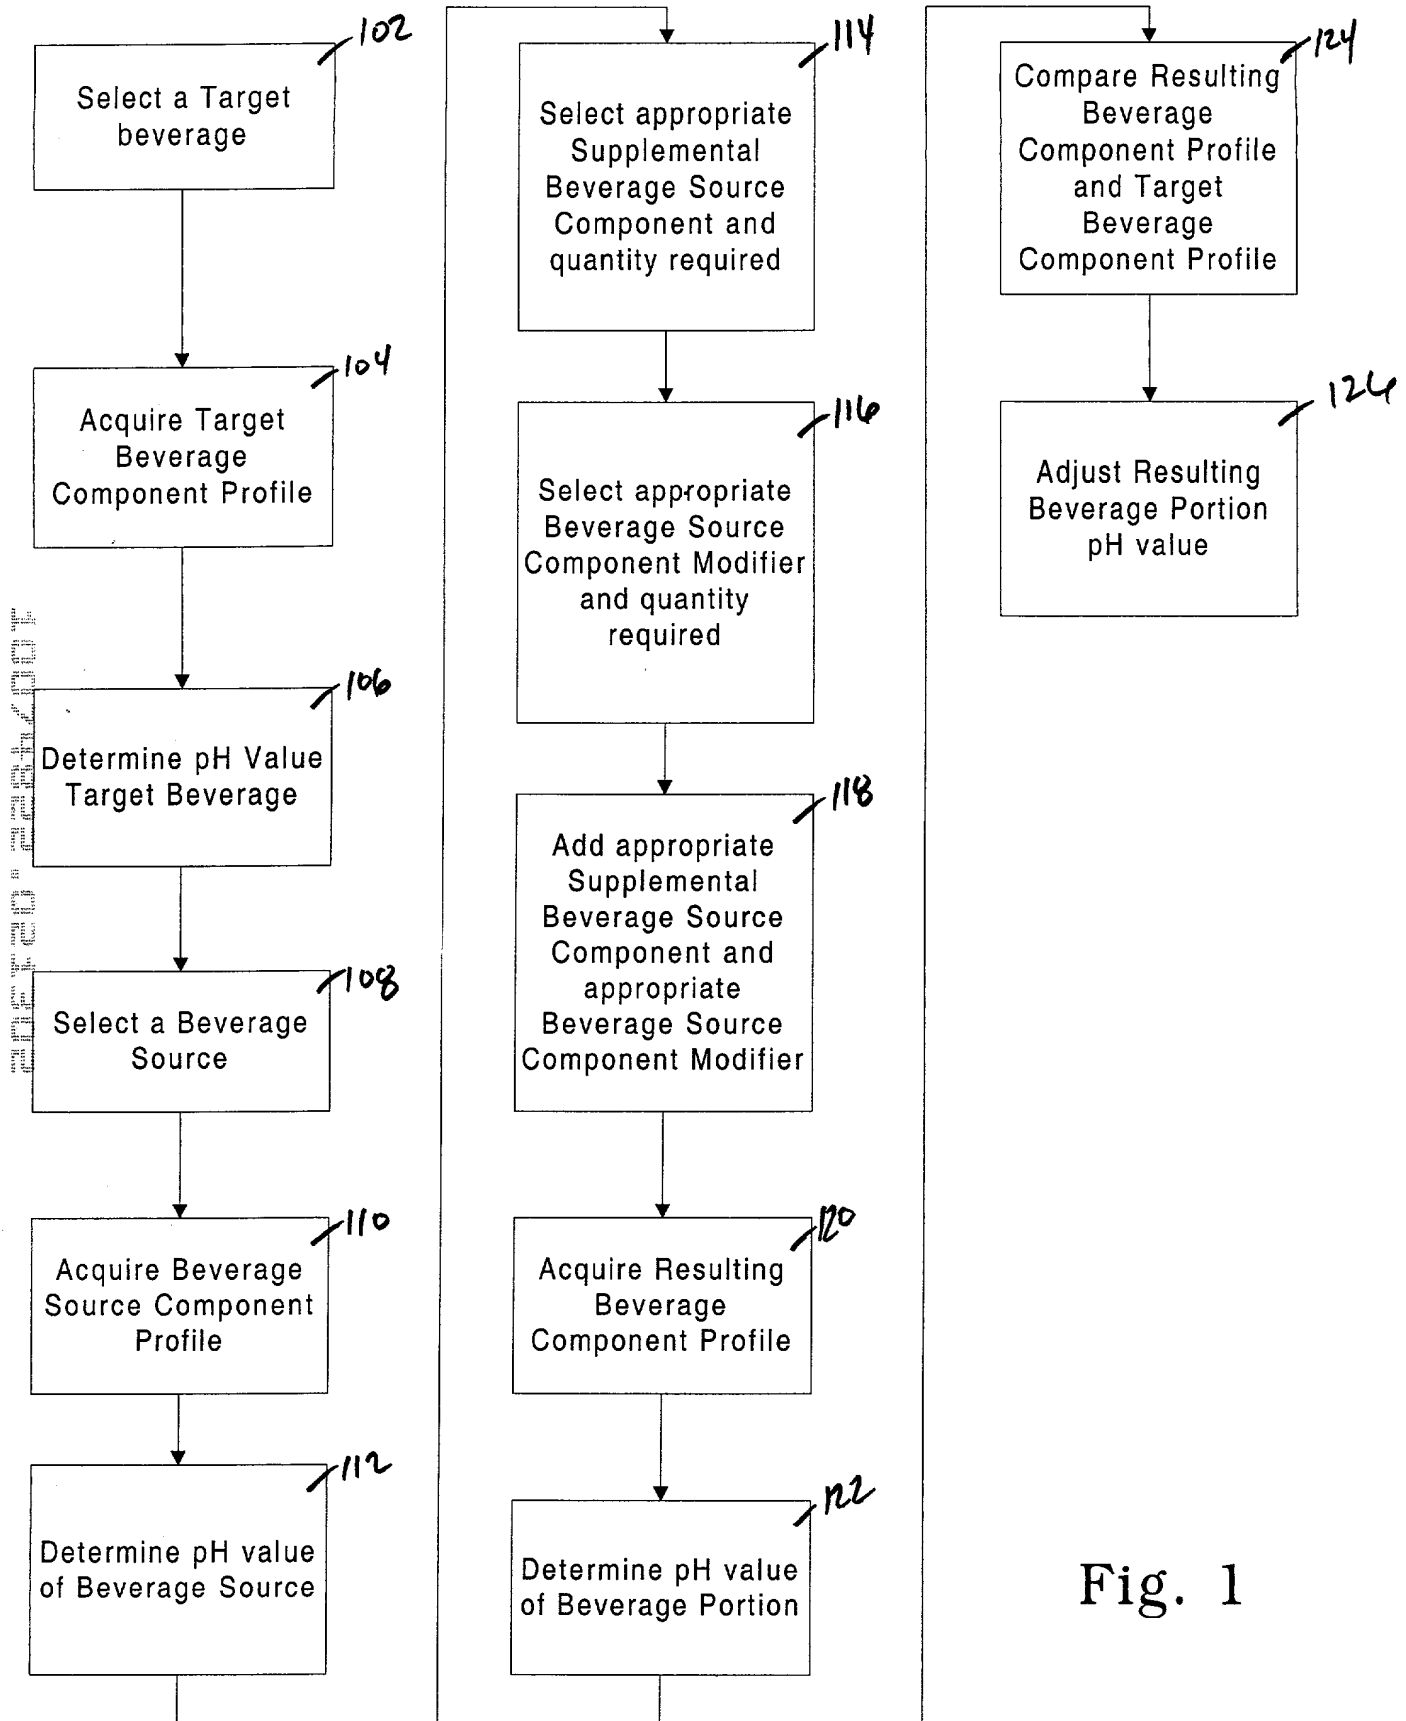 102
Select a Target
beverage
104
Acquire Target
Beverage
Component Profile
106
Determine pH Value
Target Beverage
108
Select a Beverage
Source
110
Acquire Beverage
Source Component
Profile
112
Determine pH value
of Beverage Source
114
Select appropriate
Supplemental
Beverage Source
Component and
quantity required
116
Select appropriate
Beverage Source
Component Modifier
and quantity
required
118
Add appropriate
Supplemental
Beverage Source
Component and
appropriate
Beverage Source
Component Modifier
120
Acquire Resulting
Beverage
Component Profile
122
Determine pH value
of Beverage Portion
124
Compare Resulting
Beverage
Component Profile
and Target
Beverage
Component Profile
126
Adjust Resulting
Beverage Portion
pH value
Fig. 1